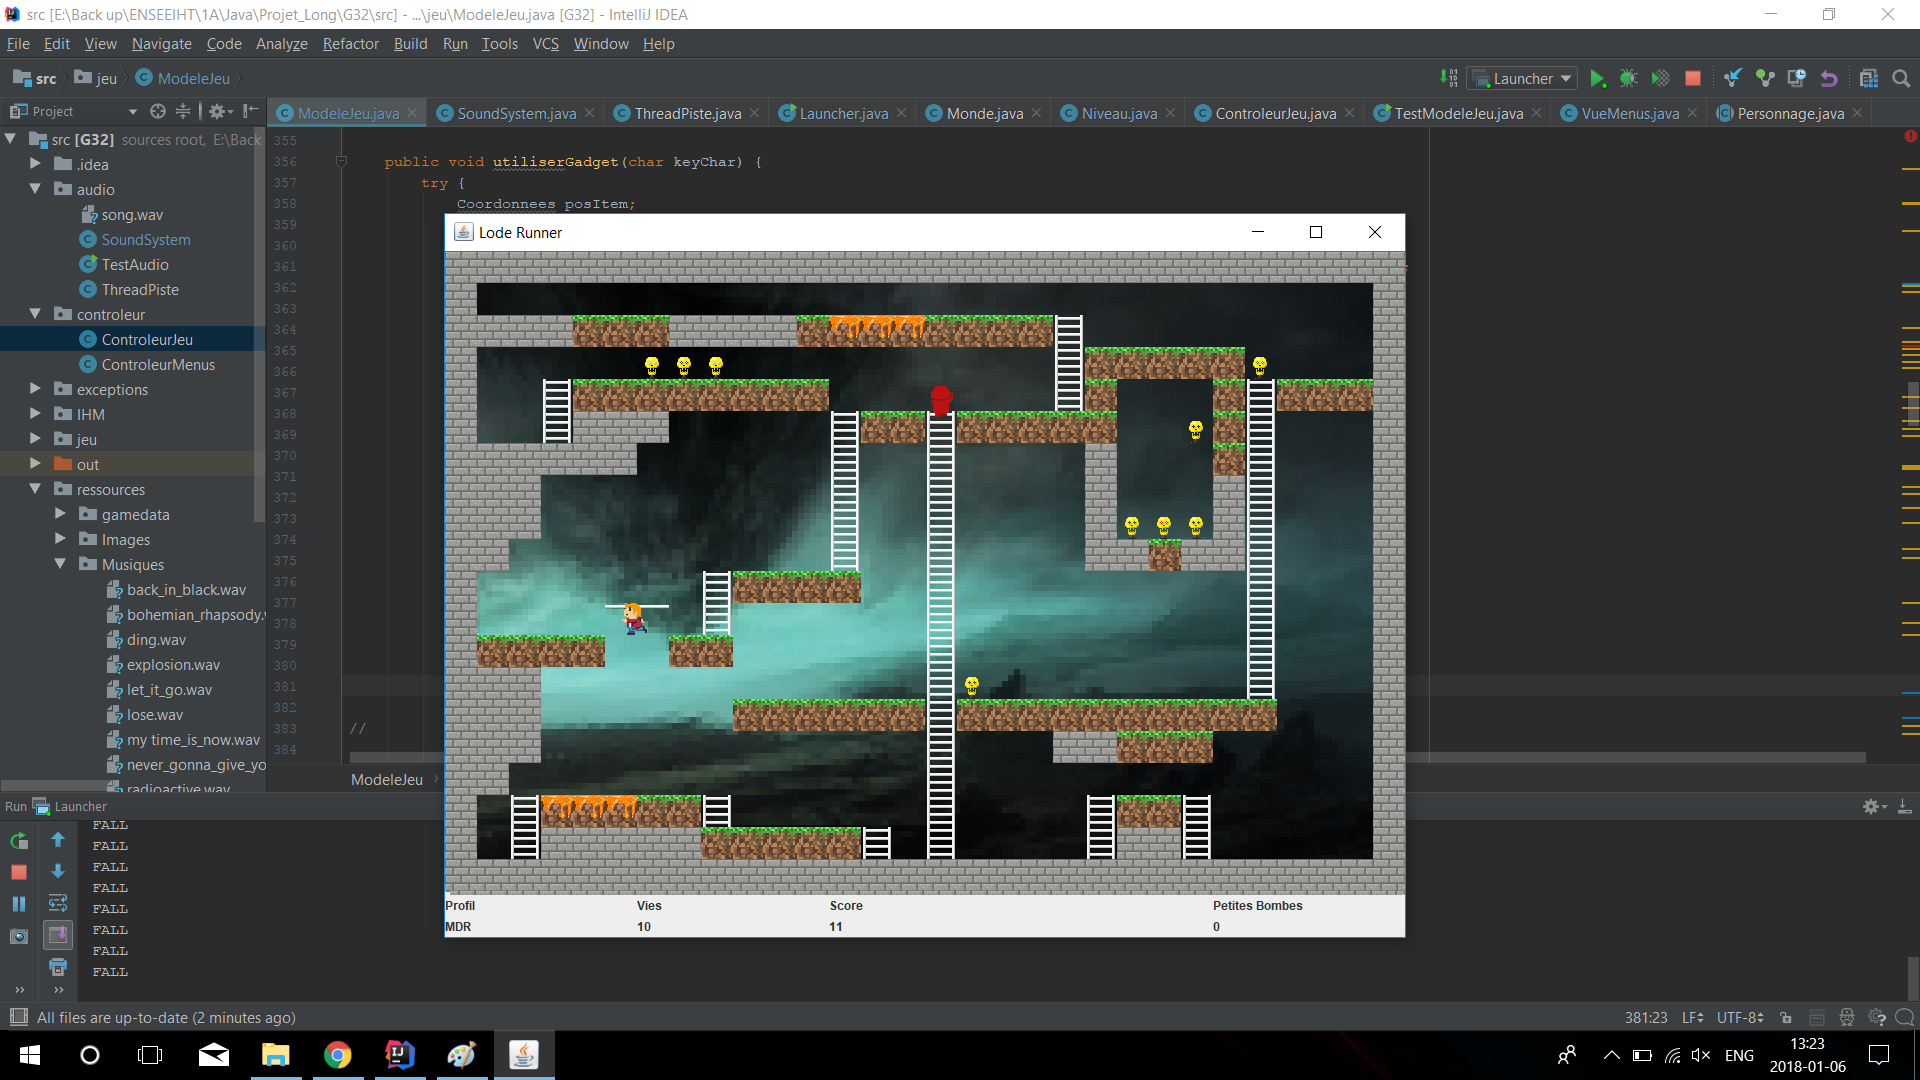 src [E:\Back up\ENSEEIHT\1A\Java\Projet_Long\G32\src] - ...\jeu\ModeleJeu.java [G32] - IntelliJ IDEA
File Edit View Navigate Code Analyze Refactor Build Run Tools VCS Window Help
src jeu ModeleJeu
Launcher
Project
ModeleJeu.java SoundSystem.java ThreadPiste.java Launcher.java Monde.java Niveau.java ControleurJeu.java TestModeleJeu.java VueMenus.java Personnage.java
src [G32] sources root, E:\Back
.idea
audio
song.wav
SoundSystem
TestAudio
ThreadPiste
controleur
ControleurJeu
ControleurMenus
exceptions
IHM
jeu
out
ressources
gamedata
Images
Musiques
back_in_black.wav
bohemian_rhapsody.
ding.wav
explosion.wav
let_it_go.wav
lose.wav
my time_is_now.wav
never_gonna_give_yo
radioactive.wav
355
356 public void utiliserGadget(char keyChar) {
357 try {
358 Coordonnees posItem;
359
360
361
362
363
364
365
366
367
368
369
370
371
372
373
374
375
376
377
378
379
380
381
382
383 //
384
ModeleJeu
Lode Runner
Profil Vies Score Petites Bombes
MDR 10 11 0
Run Launcher
FALL
FALL
FALL
FALL
FALL
FALL
FALL
FALL
All files are up-to-date (2 minutes ago)
381:23 LF UTF-8
ENG
13:23
2018-01-06